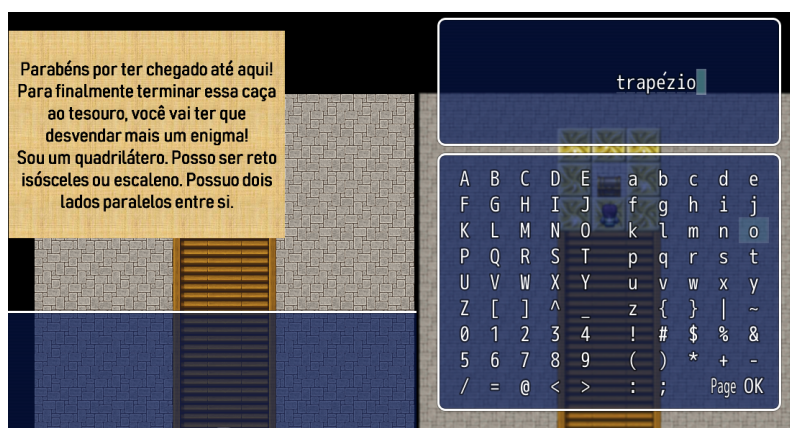 Parabéns por ter chegado até aqui!
Para finalmente terminar essa caça
ao tesouro, você vai ter que
desvendar mais um enigma!
Sou um quadrilátero. Posso ser reto
isósceles ou escaleno. Possuo dois
lados paralelos entre si.
trapézio
A B C D E a b c d e
F G H I J f g h i j
K L M N O k l m n o
P Q R S T p q r s t
U V W X Y u v w x y
Z [ ] ^ _ z { } | ~
0 1 2 3 4 ! # $ % &
5 6 7 8 9 ( ) * + -
/ = @ < > : ; Page OK